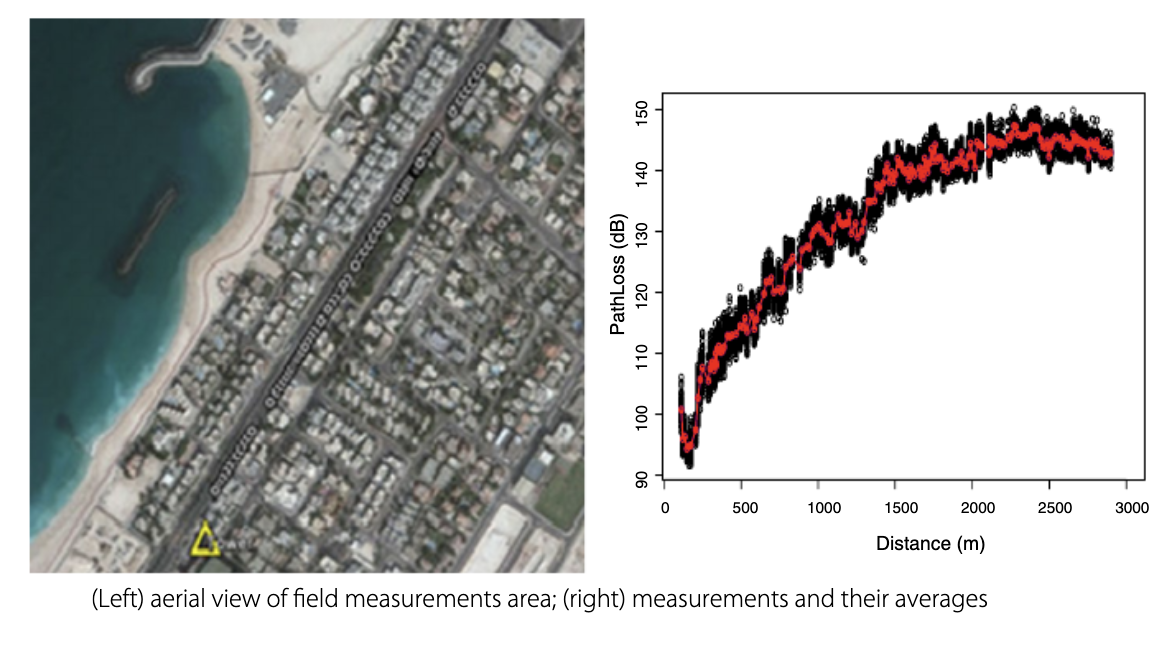 150
140
130
120
110
100
90
PathLoss (dB)
0 500 1000 1500 2000 2500 3000
Distance (m)
(Left) aerial view of field measurements area; (right) measurements and their averages